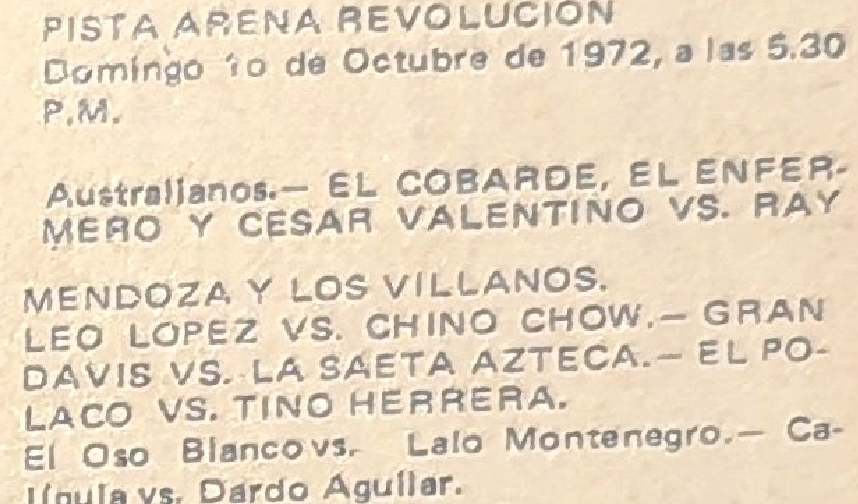 PISTA ARENA REVOLUCION
Domingo 1o de Octubre de 1972, a las 5.30
P.M.
Australianos.— EL COBARDE, EL ENFER-
MERO Y CESAR VALENTINO VS. RAY
MENDOZA Y LOS VILLANOS.
LEO LOPEZ VS. CHINO CHOW.— GRAN
DAVIS VS. LA SAETA AZTECA.— EL PO-
LACO VS. TINO HERRERA.
El Oso Blanco vs. Lalo Montenegro.— Ca-
lígula vs. Dardo Aguilar.